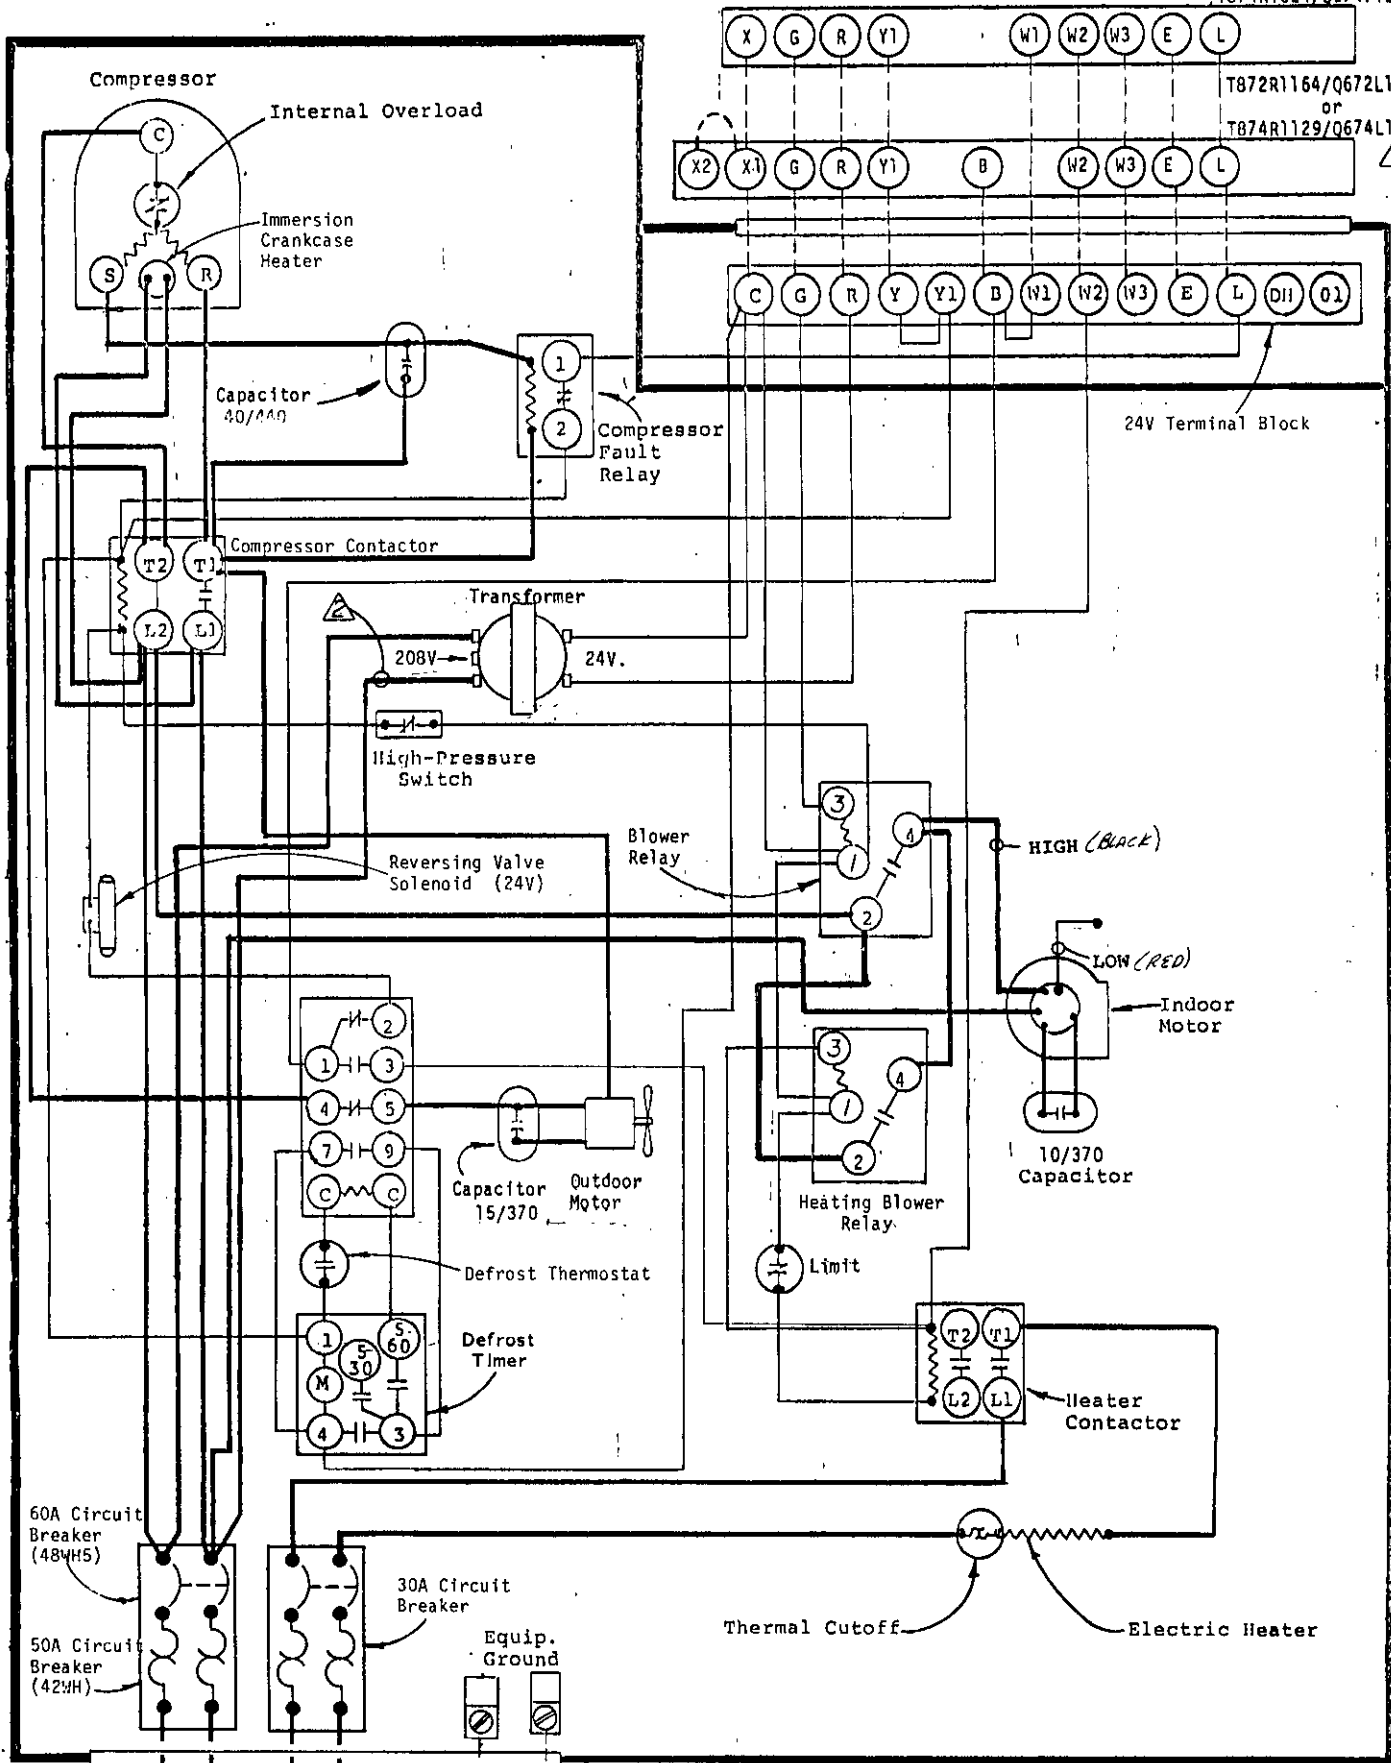 X G R Y1 W1 W2 W3 E L
T872R1164/Q672L1
or
T874R1129/Q674L1
X2 X1 G R Y1 B W2 W3 E L
Compressor
Internal Overload
C
Immersion
Crankcase
Heater
S R
C G R Y Y1 B W1 W2 W3 E L DH O1
24V Terminal Block
Capacitor
40/440
1
2
Compressor
Fault
Relay
Compressor Contactor
T2 T1
L2 L1
2
Transformer
208V
24V.
High-Pressure
Switch
Blower
Relay
3
4
1
2
HIGH (BLACK)
Reversing Valve
Solenoid (24V)
LOW (RED)
Indoor
Motor
10/370
Capacitor
2
1 3
4 5
7 9
C C
Capacitor
15/370
Outdoor
Motor
3
4
1
2
Heating Blower
Relay
Limit
Defrost Thermostat
Defrost
Timer
1 5-30 5-60
M
4 3
T2 T1
L2 L1
Heater
Contactor
60A Circuit
Breaker
(48WH5)
50A Circuit
Breaker
(42WH)
30A Circuit
Breaker
Equip.
Ground
Thermal Cutoff
Electric Heater